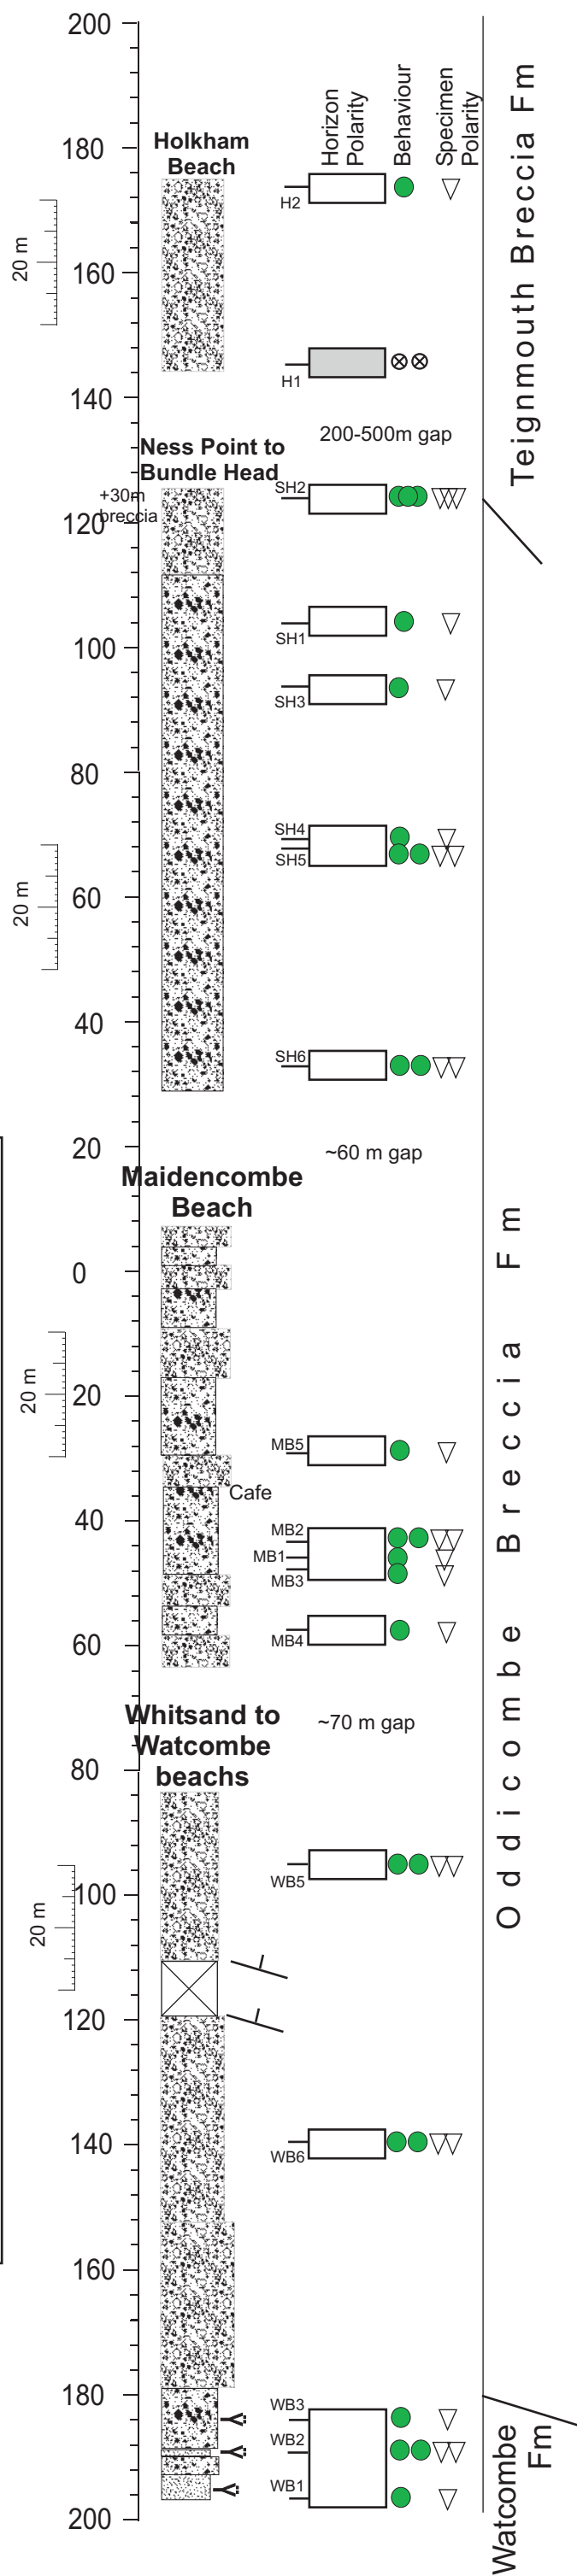 200
Horizon
Polarity
Behaviour
Specimen
Polarity
Teignmouth Breccia Fm
180
Holkham
Beach
H2
20 m
160
H1
140
200-500m gap
Ness Point to
Bundle Head
SH2
+30m
breccia
120
SH1
100
SH3
80
SH4
SH5
20 m
60
40
SH6
20
~60 m gap
Maidencombe
Beach
Oddicombe Breccia Fm
0
20 m
20
MB5
Cafe
40
MB2
MB1
MB3
MB4
60
Whitsand to
Watcombe
beachs
~70 m gap
80
WB5
20 m
100
120
140
WB6
160
180
WB3
WB2
WB1
Watcombe
Fm
200